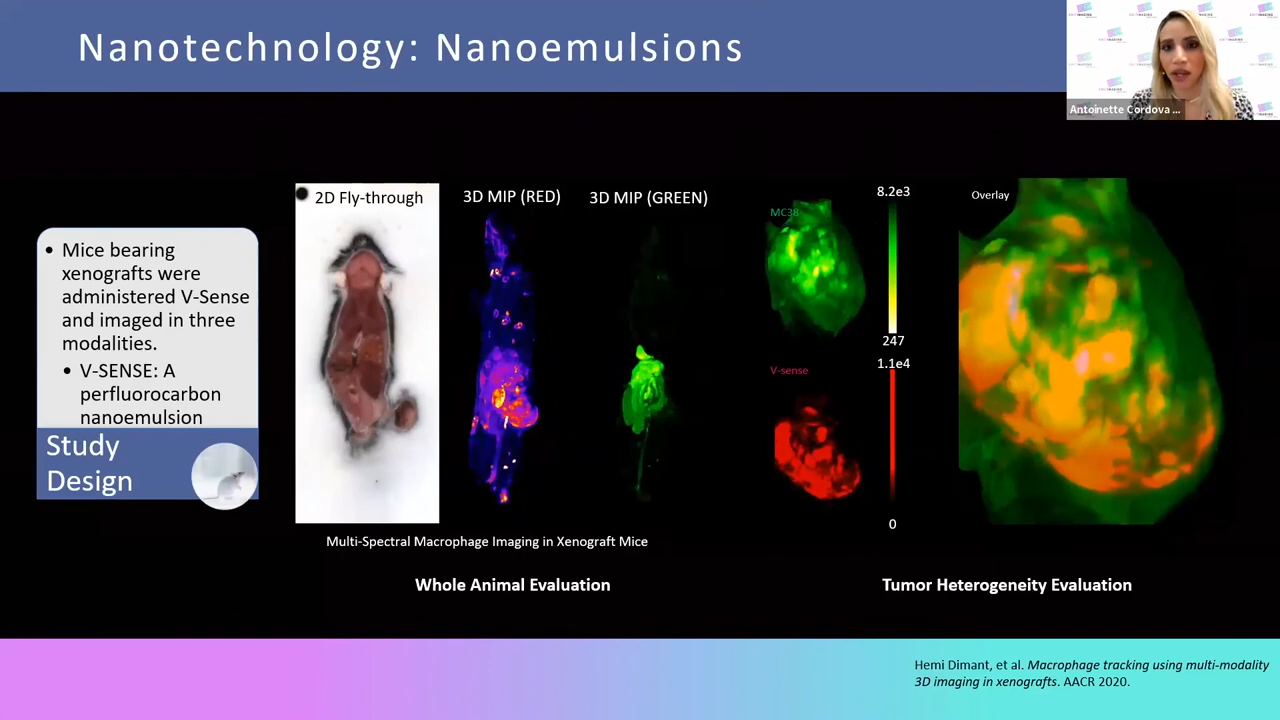 Nanotechnology: Nanoemulsions
Antoinette Cordova ...
2D Fly-through
3D MIP (RED)
3D MIP (GREEN)
MC38
8.2e3
247
V-sense
1.1e4
0
Overlay
• Mice bearing
xenografts were
administered V-Sense
and imaged in three
modalities.
• V-SENSE: A
perfluorocarbon
nanoemulsion
Study
Design
Multi-Spectral Macrophage Imaging in Xenograft Mice
Whole Animal Evaluation
Tumor Heterogeneity Evaluation
Hemi Dimant, et al. Macrophage tracking using multi-modality
3D imaging in xenografts. AACR 2020.